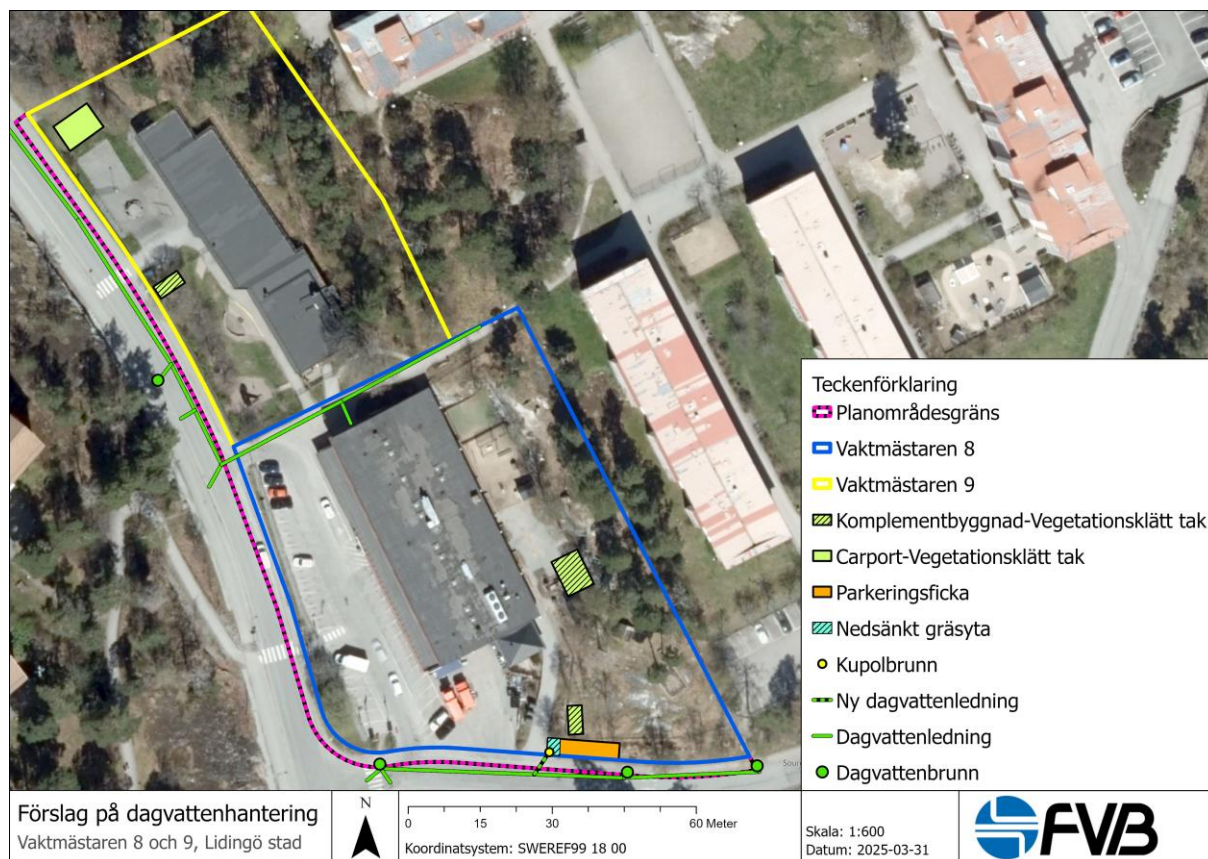 Teckenförklaring
Planområdesgräns
Vaktmästaren 8
Vaktmästaren 9
Komplementbyggnad-Vegetationsklätt tak
Carport-Vegetationsklätt tak
Parkeringsficka
Nedsänkt gräsyta
Kupolbrunn
Ny dagvattenledning
Dagvattenledning
Dagvattenbrunn
Förslag på dagvattenhantering
Vaktmästaren 8 och 9, Lidingö stad
N
0 15 30 60 Meter
Koordinatsystem: SWEREF99 18 00
Skala: 1:600
Datum: 2025-03-31
FVB